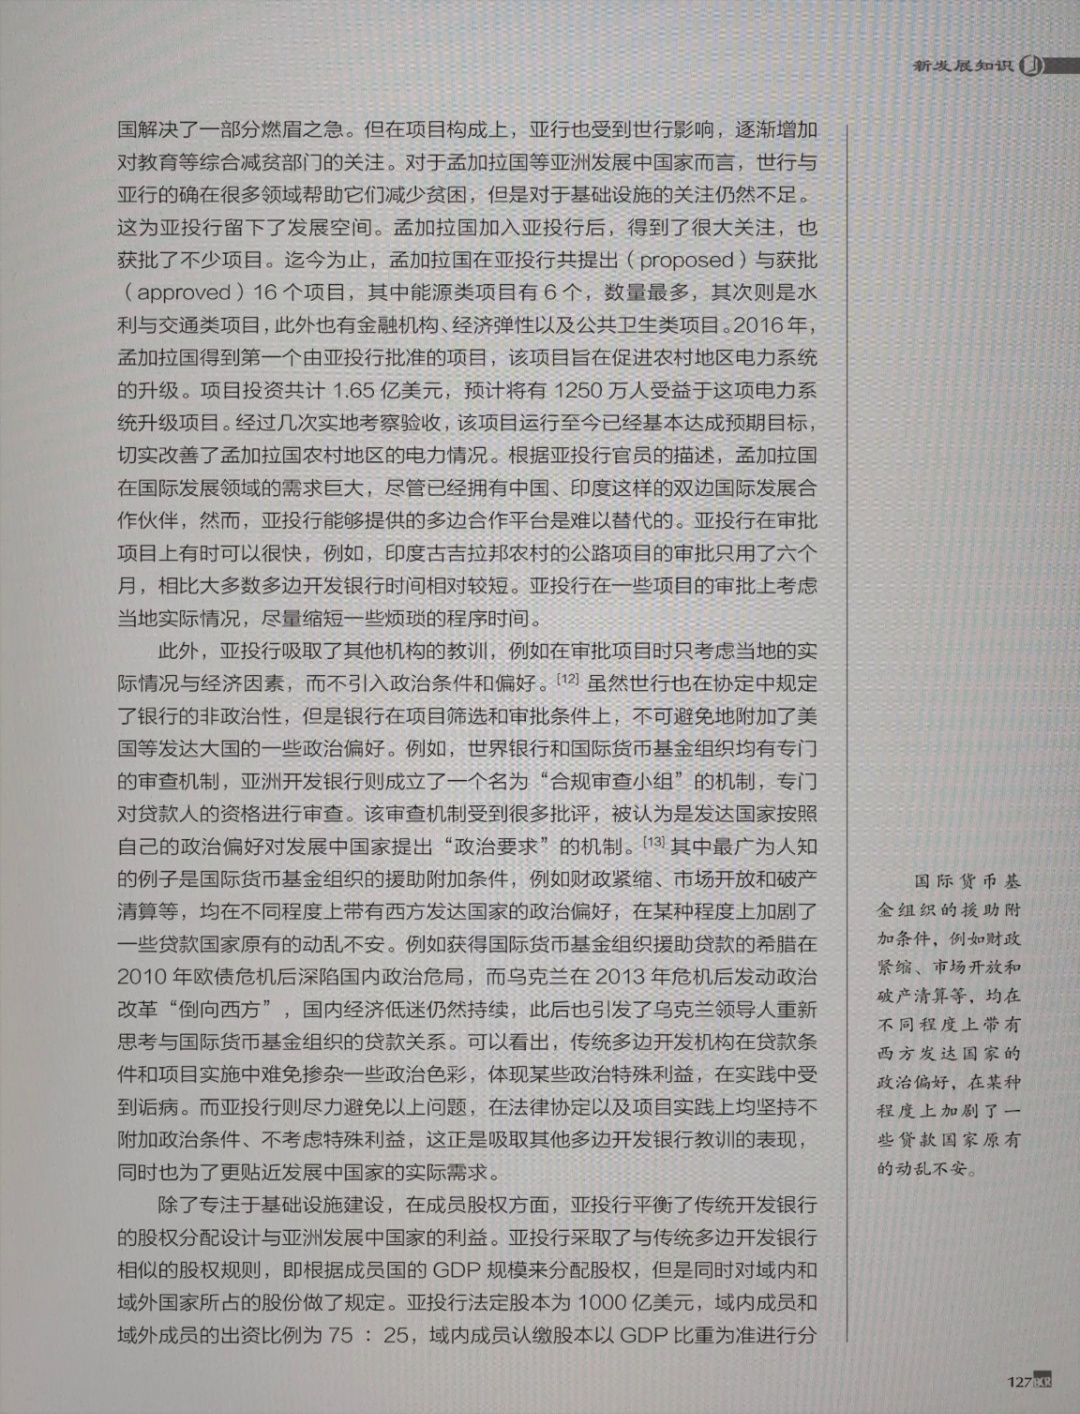 新发展知识
国解决了一部分燃眉之急。但在项目构成上，亚行也受到世行影响，逐渐增加
对教育等综合减贫部门的关注。对于孟加拉国等亚洲发展中国家而言，世行与
亚行的确在很多领域帮助它们减少贫困，但是对于基础设施的关注仍然不足。
这为亚投行留下了发展空间。孟加拉国加入亚投行后，得到了很大关注，也
获批了不少项目。迄今为止，孟加拉国在亚投行共提出（proposed）与获批
（approved）16 个项目，其中能源类项目有 6 个，数量最多，其次则是水
利与交通类项目，此外也有金融机构、经济弹性以及公共卫生类项目。2016 年，
孟加拉国得到第一个由亚投行批准的项目，该项目旨在促进农村地区电力系统
的升级。项目投资共计 1.65 亿美元，预计将有 1250 万人受益于这项电力系
统升级项目。经过几次实地考察验收，该项目运行至今已经基本达成预期目标，
切实改善了孟加拉国农村地区的电力情况。根据亚投行官员的描述，孟加拉国
在国际发展领域的需求巨大，尽管已经拥有中国、印度这样的双边国际发展合
作伙伴，然而，亚投行能够提供的多边合作平台是难以替代的。亚投行在审批
项目上有时可以很快，例如，印度古吉拉邦农村的公路项目的审批只用了六个
月，相比大多数多边开发银行时间相对较短。亚投行在一些项目的审批上考虑
当地实际情况，尽量缩短一些烦琐的程序时间。
此外，亚投行吸取了其他机构的教训，例如在审批项目时只考虑当地的实
际情况与经济因素，而不引入政治条件和偏好。[12] 虽然世行也在协定中规定
了银行的非政治性，但是银行在项目筛选和审批条件上，不可避免地附加了美
国等发达大国的一些政治偏好。例如，世界银行和国际货币基金组织均有专门
的审查机制，亚洲开发银行则成立了一个名为“合规审查小组”的机制，专门
对贷款人的资格进行审查。该审查机制受到很多批评，被认为是发达国家按照
自己的政治偏好对发展中国家提出“政治要求”的机制。[13] 其中最广为人知
的例子是国际货币基金组织的援助附加条件，例如财政紧缩、市场开放和破产
清算等，均在不同程度上带有西方发达国家的政治偏好，在某种程度上加剧了
一些贷款国家原有的动乱不安。例如获得国际货币基金组织援助贷款的希腊在
2010 年欧债危机后深陷国内政治危局，而乌克兰在 2013 年危机后发动政治
改革“倒向西方”，国内经济低迷仍然持续，此后也引发了乌克兰领导人重新
思考与国际货币基金组织的贷款关系。可以看出，传统多边开发机构在贷款条
件和项目实施中难免掺杂一些政治色彩，体现某些政治特殊利益，在实践中受
到诟病。而亚投行则尽力避免以上问题，在法律协定以及项目实践上均坚持不
附加政治条件、不考虑特殊利益，这正是吸取其他多边开发银行教训的表现，
同时也为了更贴近发展中国家的实际需求。
除了专注于基础设施建设，在成员股权方面，亚投行平衡了传统开发银行
的股权分配设计与亚洲发展中国家的利益。亚投行采取了与传统多边开发银行
相似的股权规则，即根据成员国的 GDP 规模来分配股权，但是同时对域内和
域外国家所占的股份做了规定。亚投行法定股本为 1000 亿美元，域内成员和
域外成员的出资比例为 75 ：25，域内成员认缴股本以 GDP 比重为准进行分
国际货币基
金组织的援助附
加条件，例如财政
紧缩、市场开放和
破产清算等，均在
不同程度上带有
西方发达国家的
政治偏好，在某种
程度上加剧了一
些贷款国家原有
的动乱不安。
127